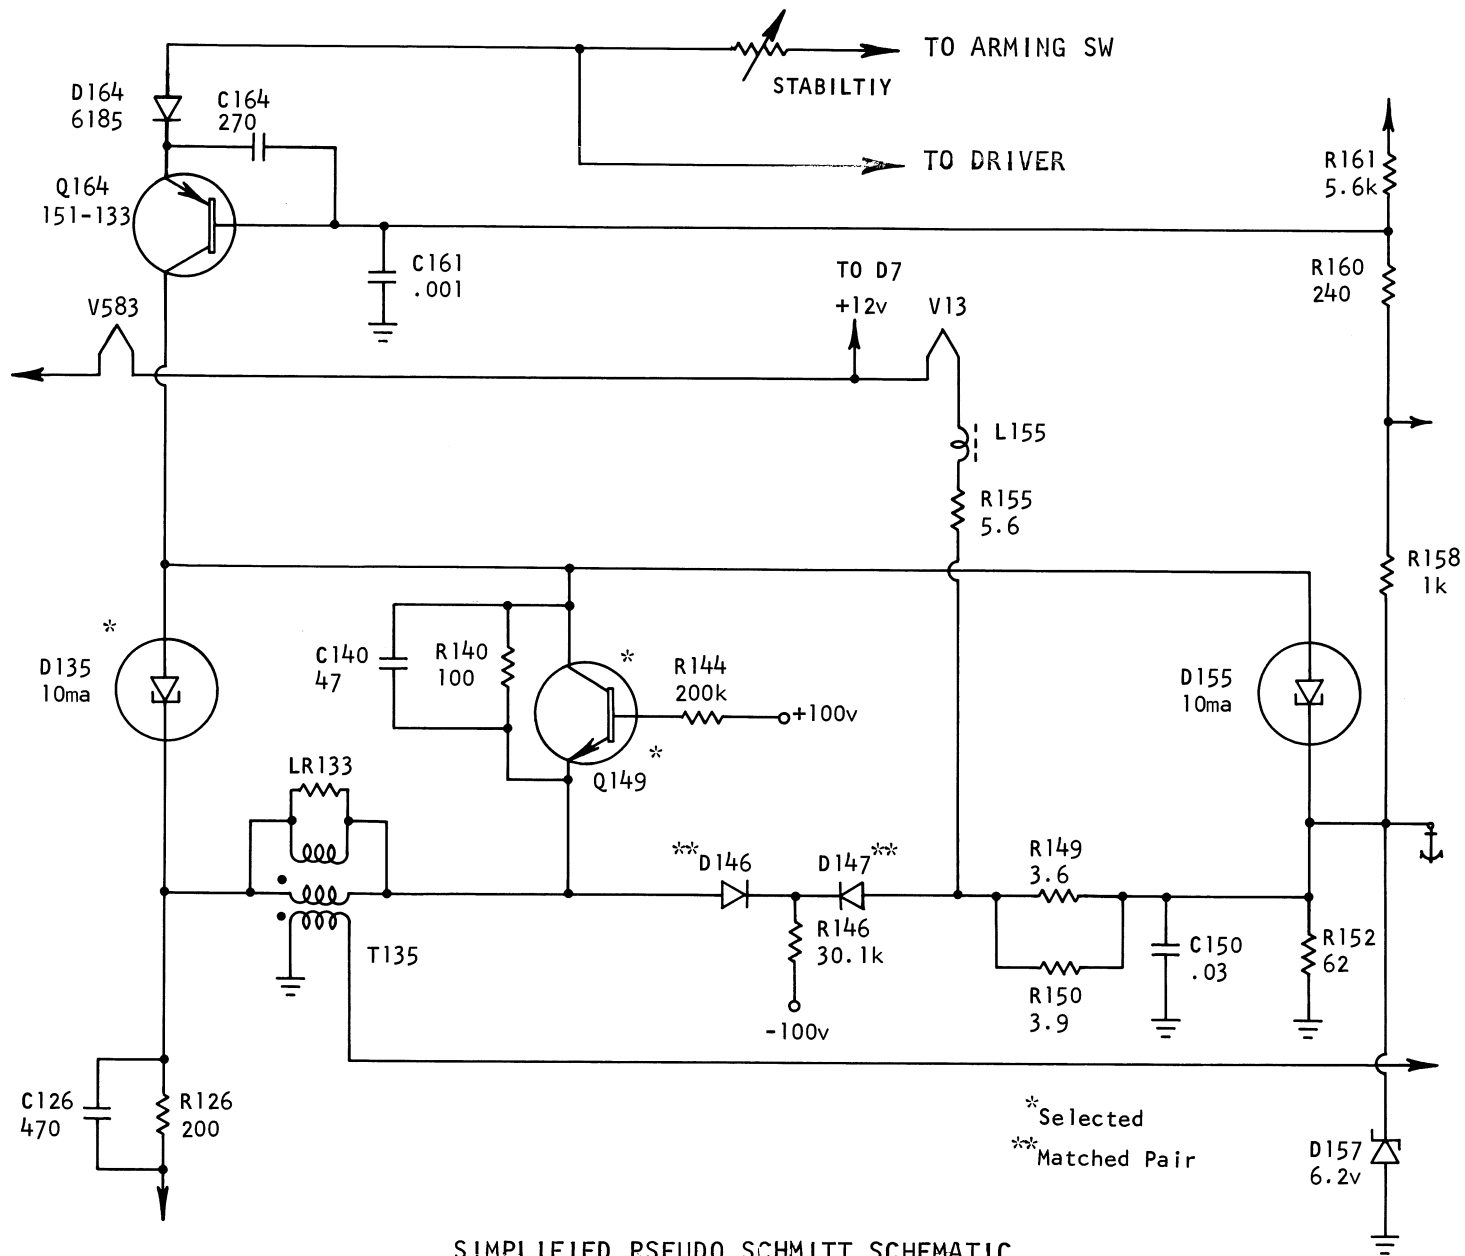 TO ARMING SW
STABILTIY
D164
6185
C164
270
TO DRIVER
Q164
151-133
R161
5.6k
C161
.001
TO D7
+12v
R160
240
V583
V13
L155
R155
5.6
R158
1k
*
D135
10ma
C140
47
R140
100
*
R144
200k
+100v
D155
10ma
*
Q149
LR133
**D146
D147**
R149
3.6
R146
30.1k
T135
C150
.03
R152
62
R150
3.9
-100v
C126
470
R126
200
*Selected
**Matched Pair
D157
6.2v
SIMPLIFIED PSEUDO SCHMITT SCHEMATIC